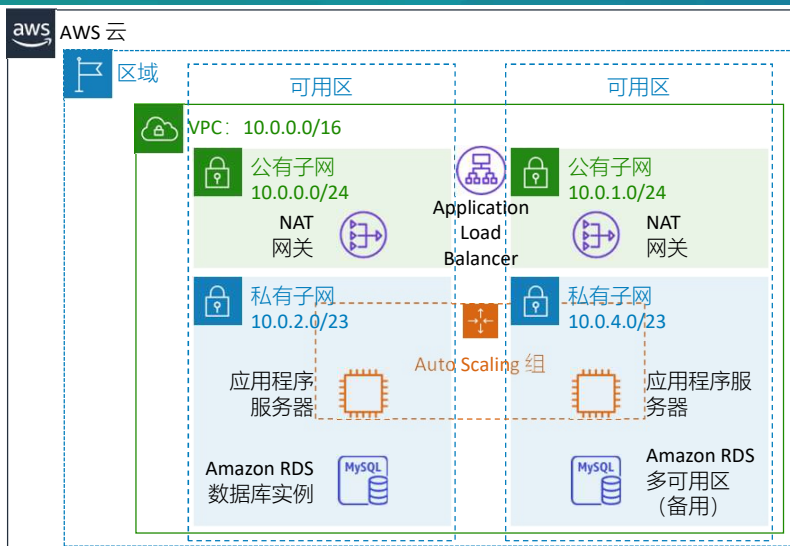 aws
AWS 云
区域
可用区
可用区
VPC：10.0.0.0/16
公有子网
10.0.0.0/24
NAT
网关
Application
Load
Balancer
公有子网
10.0.1.0/24
NAT
网关
私有子网
10.0.2.0/23
私有子网
10.0.4.0/23
Auto Scaling 组
应用程序
服务器
应用程序服
务器
Amazon RDS
数据库实例
MySQL
MySQL
Amazon RDS
多可用区
（备用）